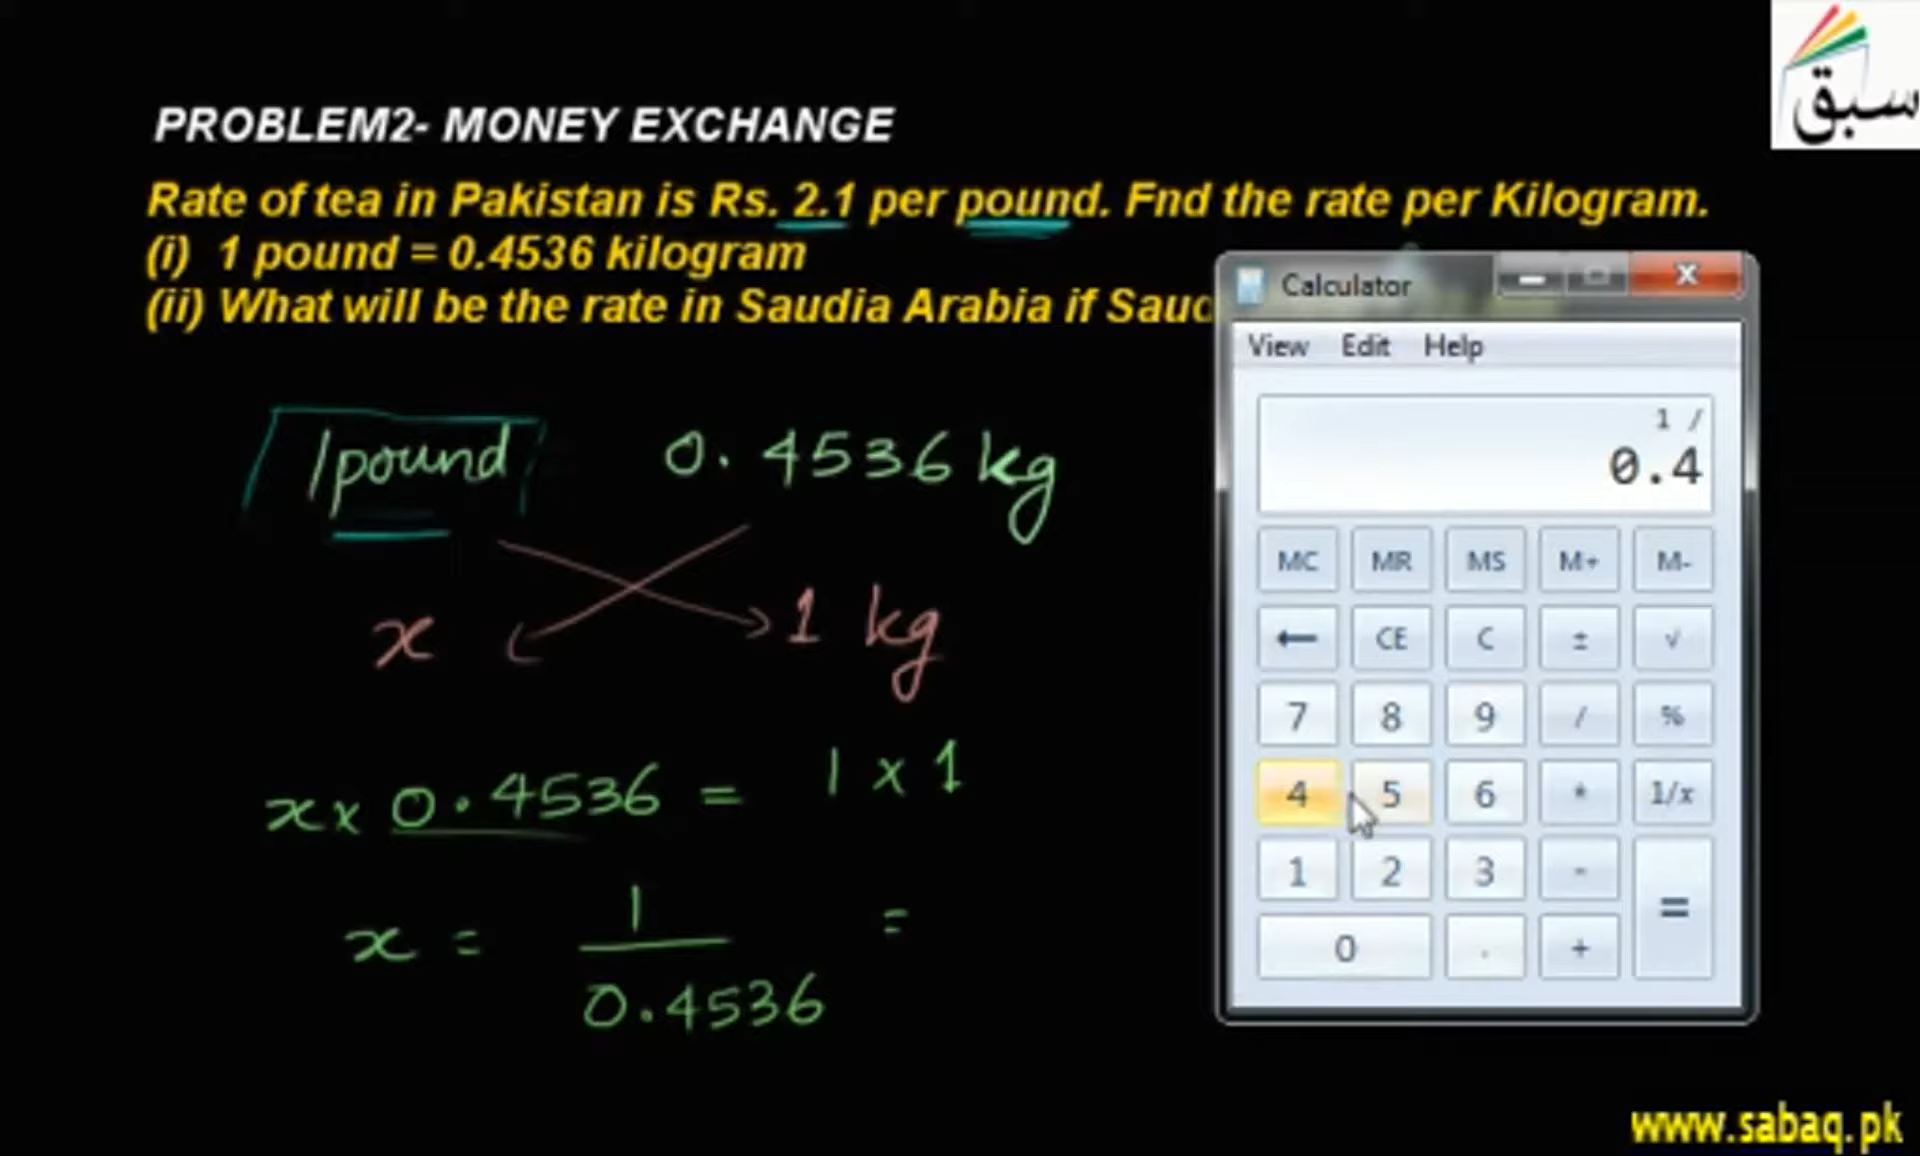 سبق
PROBLEM2- MONEY EXCHANGE
Rate of tea in Pakistan is Rs. 2.1 per pound. Fnd the rate per Kilogram.
(i) 1 pound = 0.4536 kilogram
(ii) What will be the rate in Saudia Arabia if Saud
Calculator
View Edit Help
1 /
0.4
MC MR MS M+ M-
← CE C ± √
7 8 9 / %
4 5 6 * 1/x
1 2 3 - =
0 . +
1 pound 0.4536 kg
x 1 kg
x × 0.4536 = 1 × 1
x = 1 =
0.4536
www.sabaq.pk